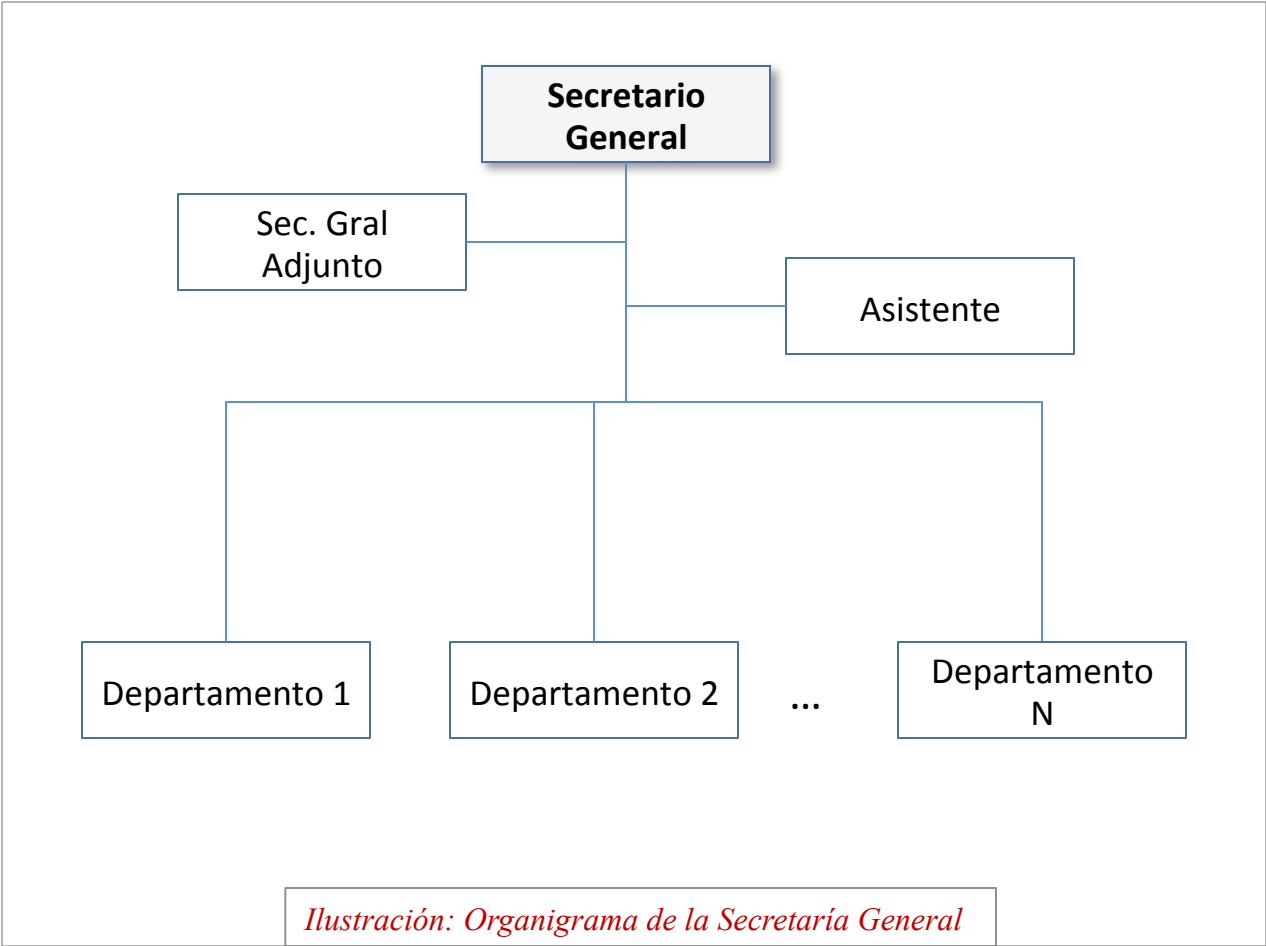 Secretario
General
Sec. Gral
Adjunto
Asistente
Departamento 1
Departamento 2
...
Departamento
N
Ilustración: Organigrama de la Secretaría General